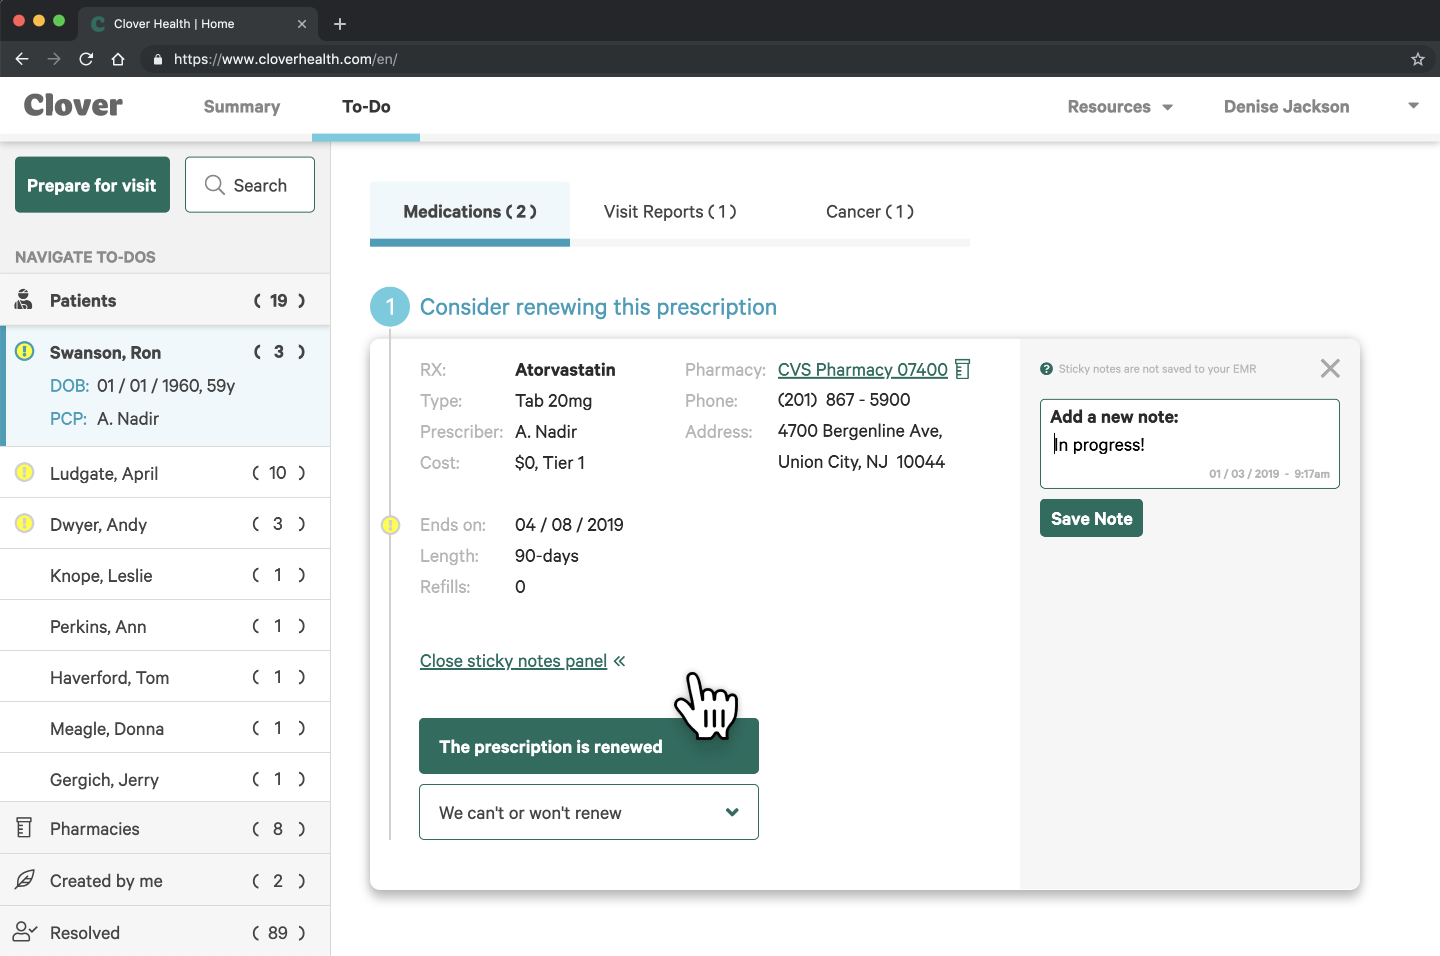 Clover Health | Home
https://www.cloverhealth.com/en/
Clover
Summary
To-Do
Resources
Denise Jackson
Prepare for visit
Search
NAVIGATE TO-DOS
Patients ( 19 )
Swanson, Ron ( 3 )
DOB: 01 / 01 / 1960, 59y
PCP: A. Nadir
Ludgate, April ( 10 )
Dwyer, Andy ( 3 )
Knope, Leslie ( 1 )
Perkins, Ann ( 1 )
Haverford, Tom ( 1 )
Meagle, Donna ( 1 )
Gergich, Jerry ( 1 )
Pharmacies ( 8 )
Created by me ( 2 )
Resolved ( 89 )
Medications ( 2 )
Visit Reports ( 1 )
Cancer ( 1 )
1 Consider renewing this prescription
RX: Atorvastatin
Type: Tab 20mg
Prescriber: A. Nadir
Cost: $0, Tier 1
Pharmacy: CVS Pharmacy 07400
Phone: (201) 867 - 5900
Address: 4700 Bergenline Ave,
Union City, NJ 10044
Ends on: 04 / 08 / 2019
Length: 90-days
Refills: 0
Close sticky notes panel «
The prescription is renewed
We can't or won't renew
? Sticky notes are not saved to your EMR
Add a new note:
In progress!
01 / 03 / 2019 - 9:17am
Save Note